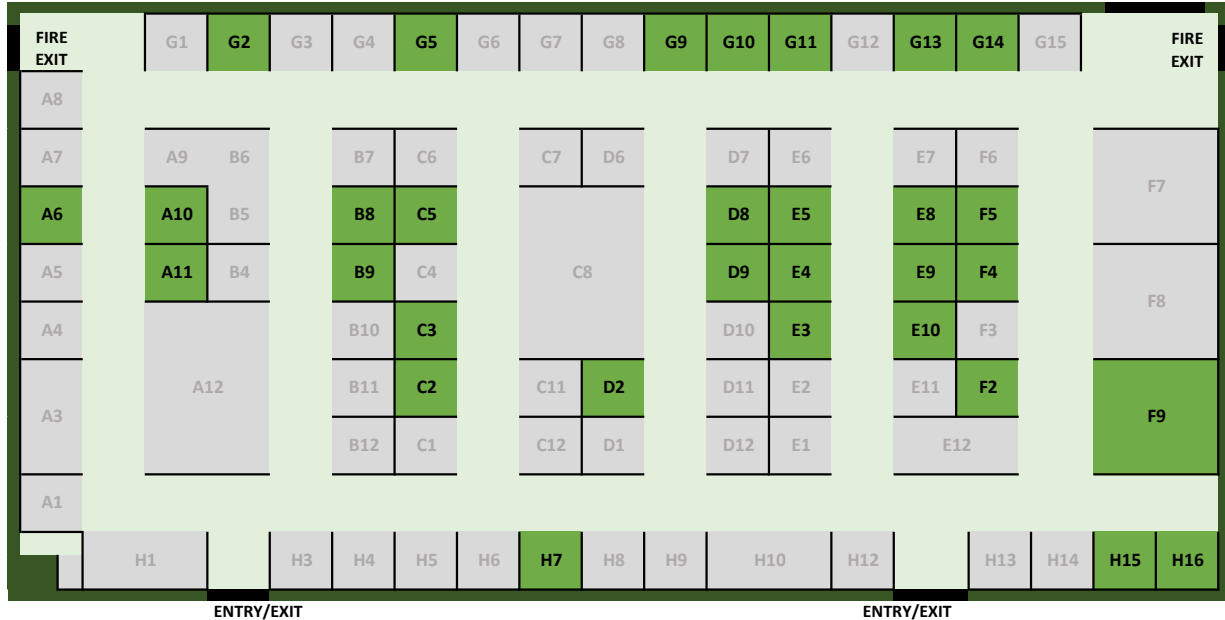 FIRE EXIT G1 G2 G3 G4 G5 G6 G7 G8 G9 G10 G11 G12 G13 G14 G15 FIRE EXIT
A8
A7 A9 B6 B7 C6 C7 D6 D7 E6 E7 F6 F7
A6 A10 B5 B8 C5 D8 E5 E8 F5
A5 A11 B4 B9 C4 C8 D9 E4 E9 F4 F8
A4 B10 C3 D10 E3 E10 F3
A3 A12 B11 C2 C11 D2 D11 E2 E11 F2 F9
B12 C1 C12 D1 D12 E1 E12
A1
H1 H3 H4 H5 H6 H7 H8 H9 H10 H12 H13 H14 H15 H16
ENTRY/EXIT ENTRY/EXIT